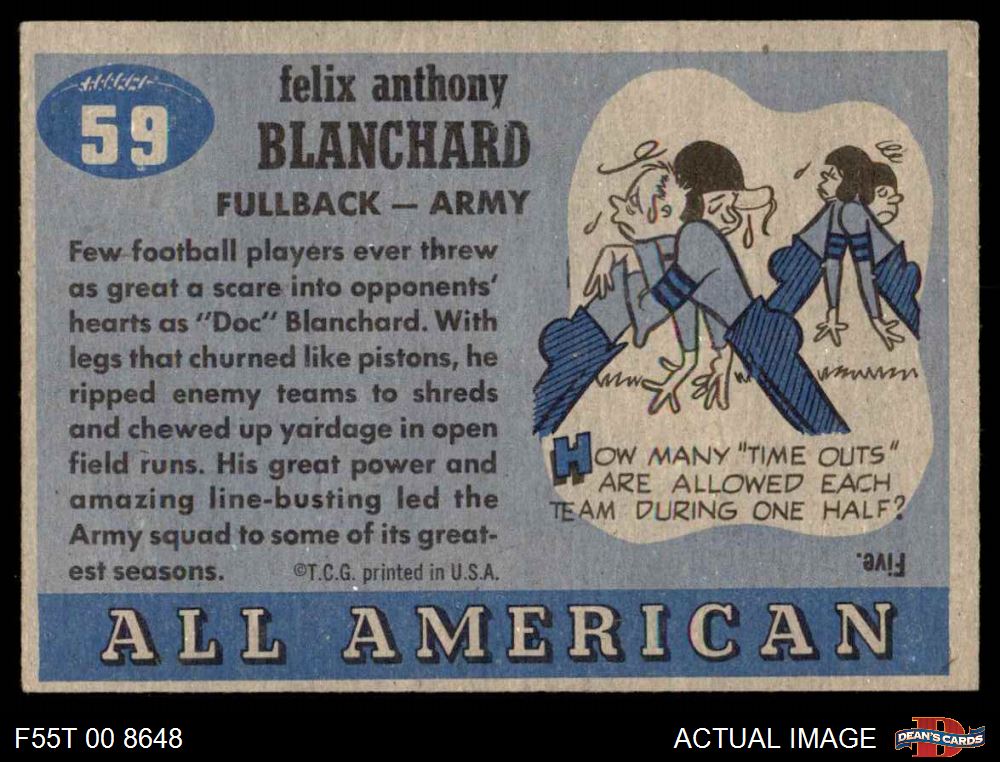 59
felix anthony
BLANCHARD
FULLBACK — ARMY
Few football players ever threw
as great a scare into opponents'
hearts as "Doc" Blanchard. With
legs that churned like pistons, he
ripped enemy teams to shreds
and chewed up yardage in open
field runs. His great power and
amazing line-busting led the
Army squad to some of its great-
est seasons. ©T.C.G. printed in U.S.A.
HOW MANY "TIME OUTS"
ARE ALLOWED EACH
TEAM DURING ONE HALF?
Five.
ALL AMERICAN
F55T 00 8648
ACTUAL IMAGE
D
DEAN'S CARDS